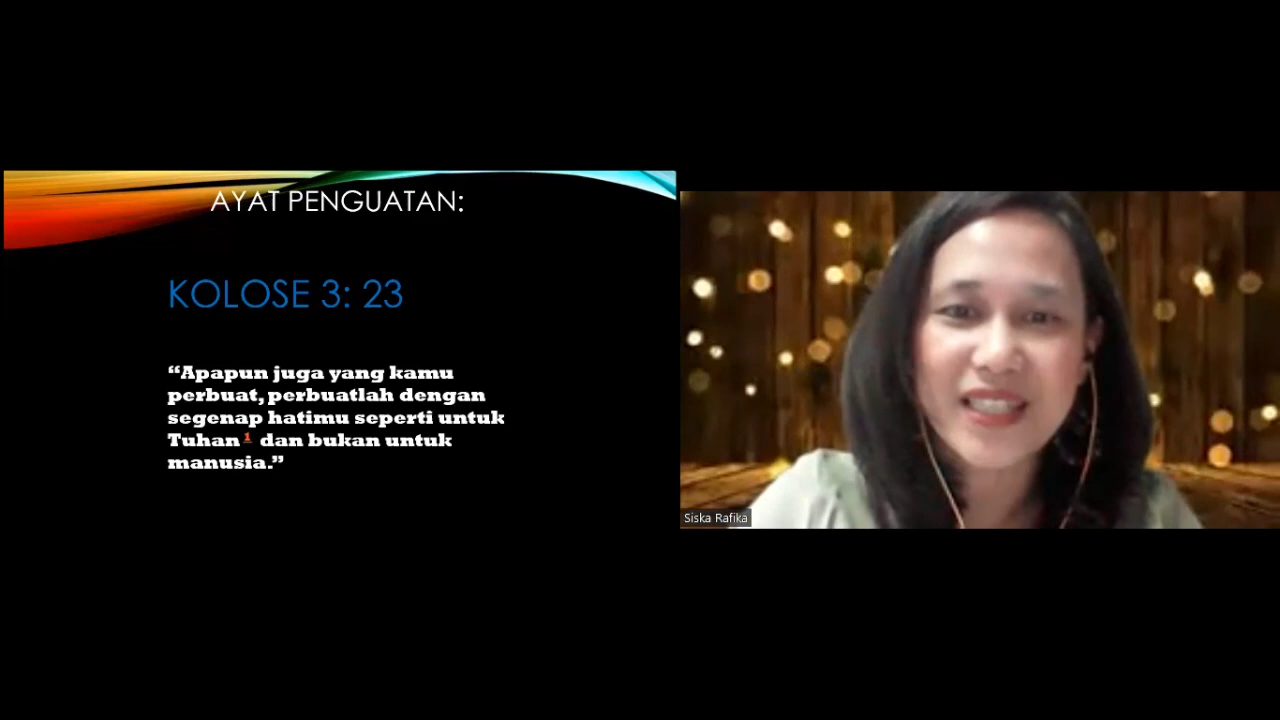 AYAT PENGUATAN:
KOLOSE 3: 23
“Apapun juga yang kamu
perbuat, perbuatlah dengan
segenap hatimu seperti untuk
Tuhan 1 dan bukan untuk
manusia.”
Siska Rafika